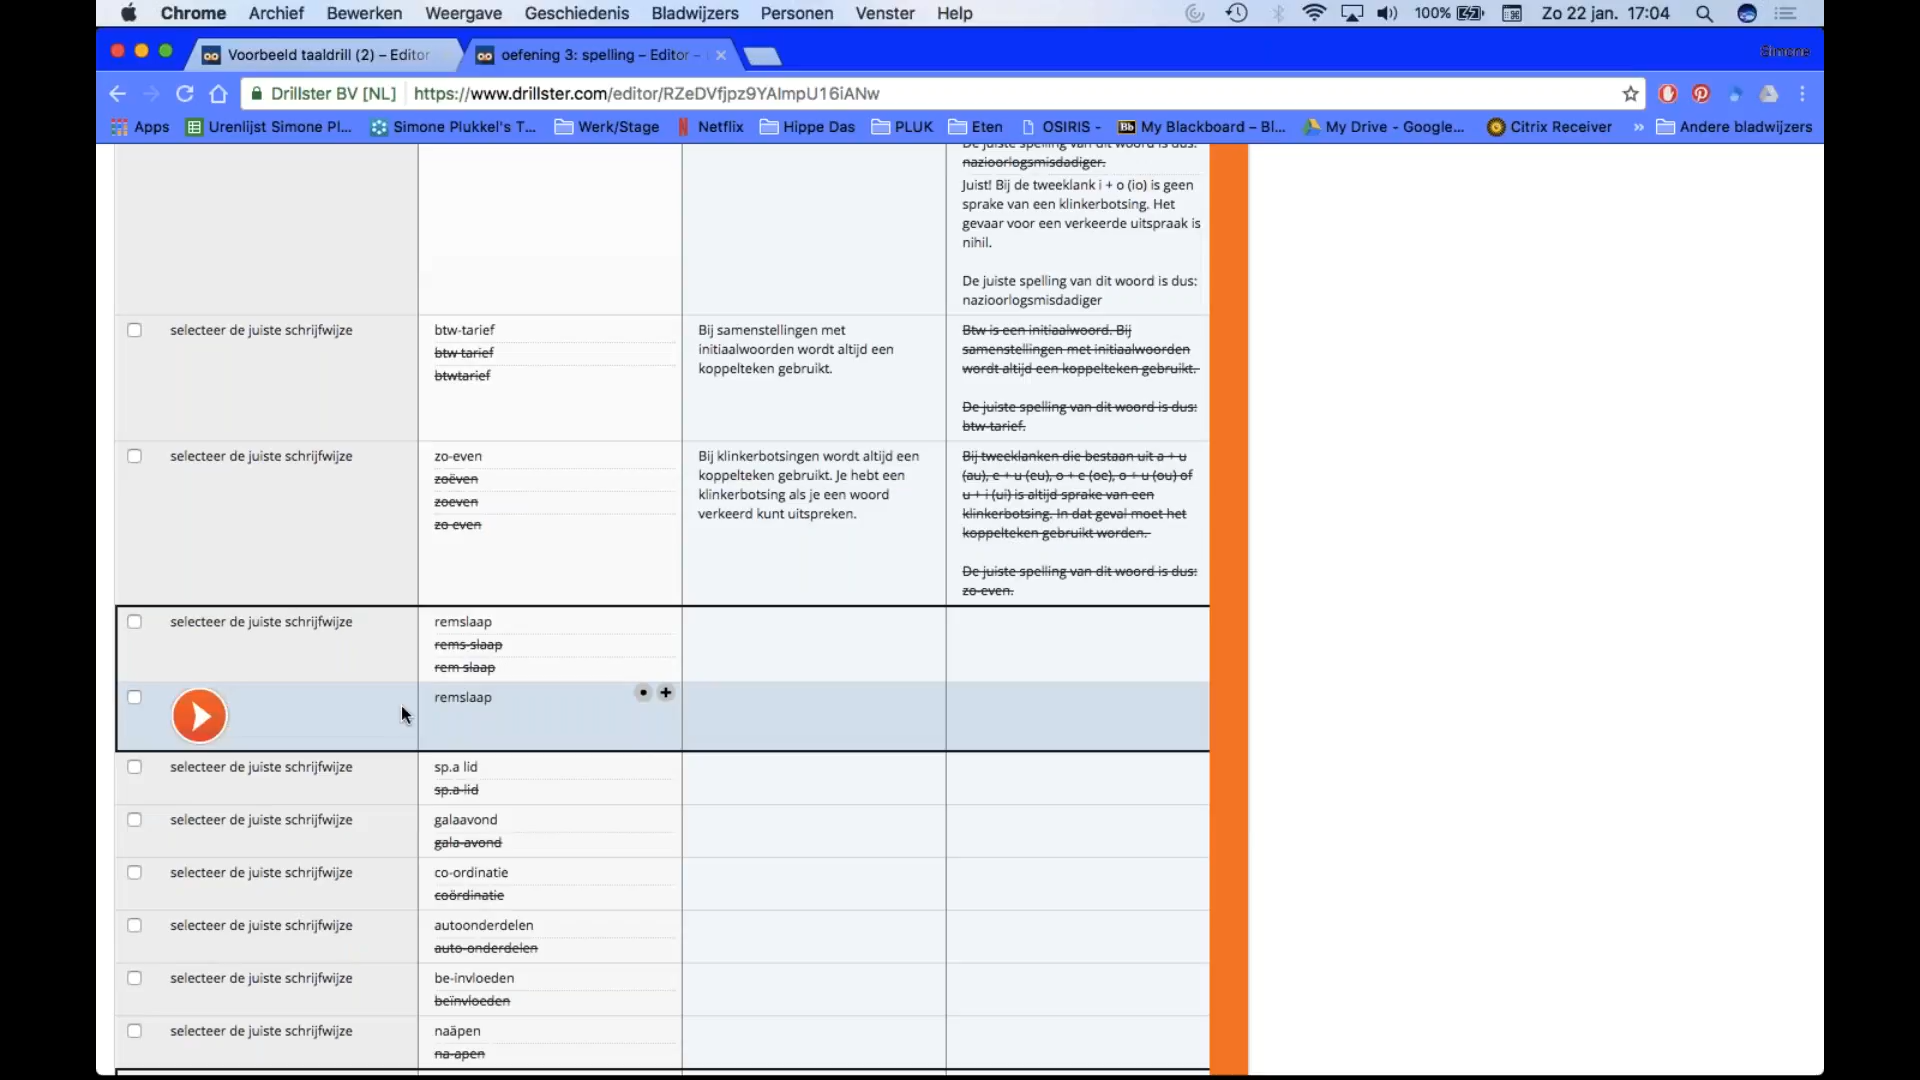 Chrome Archief Bewerken Weergave Geschiedenis Bladwijzers Personen Venster Help 100% Zo 22 jan. 17:04
Voorbeeld taaldrill (2) – Editor
oefening 3: spelling – Editor –
Simone
Drillster BV [NL] https://www.drillster.com/editor/RZeDVfjpz9YAlmpU16iANw
Apps Urenlijst Simone Pl... Simone Plukkel's T... Werk/Stage Netflix Hippe Das PLUK Eten OSIRIS - My Blackboard – Bl... My Drive - Google... Citrix Receiver » Andere bladwijzers
De juiste spelling van dit woord is dus:
nazioorlogsmisdadiger.
Juist! Bij de tweeklank i + o (io) is geen
sprake van een klinkerbotsing. Het
gevaar voor een verkeerde uitspraak is
nihil.
De juiste spelling van dit woord is dus:
nazioorlogsmisdadiger
selecteer de juiste schrijfwijze
btw-tarief
btw tarief
btwtarief
Bij samenstellingen met
initiaalwoorden wordt altijd een
koppelteken gebruikt.
Btw is een initiaalwoord. Bij
samenstellingen met initiaalwoorden
wordt altijd een koppelteken gebruikt.
De juiste spelling van dit woord is dus:
btw-tarief.
selecteer de juiste schrijfwijze
zo-even
zoëven
zoeven
zo even
Bij klinkerbotsingen wordt altijd een
koppelteken gebruikt. Je hebt een
klinkerbotsing als je een woord
verkeerd kunt uitspreken.
Bij tweeklanken die bestaan uit a + u
(au), e + u (eu), o + e (oe), o + u (ou) of
u + i (ui) is altijd sprake van een
klinkerbotsing. In dat geval moet het
koppelteken gebruikt worden.
De juiste spelling van dit woord is dus:
zo-even.
selecteer de juiste schrijfwijze
remslaap
rems-slaap
rem slaap
remslaap
selecteer de juiste schrijfwijze
sp.a lid
sp.a-lid
selecteer de juiste schrijfwijze
galaavond
gala-avond
selecteer de juiste schrijfwijze
co-ordinatie
coördinatie
selecteer de juiste schrijfwijze
autoonderdelen
auto-onderdelen
selecteer de juiste schrijfwijze
be-invloeden
beïnvloeden
selecteer de juiste schrijfwijze
naäpen
na-apen